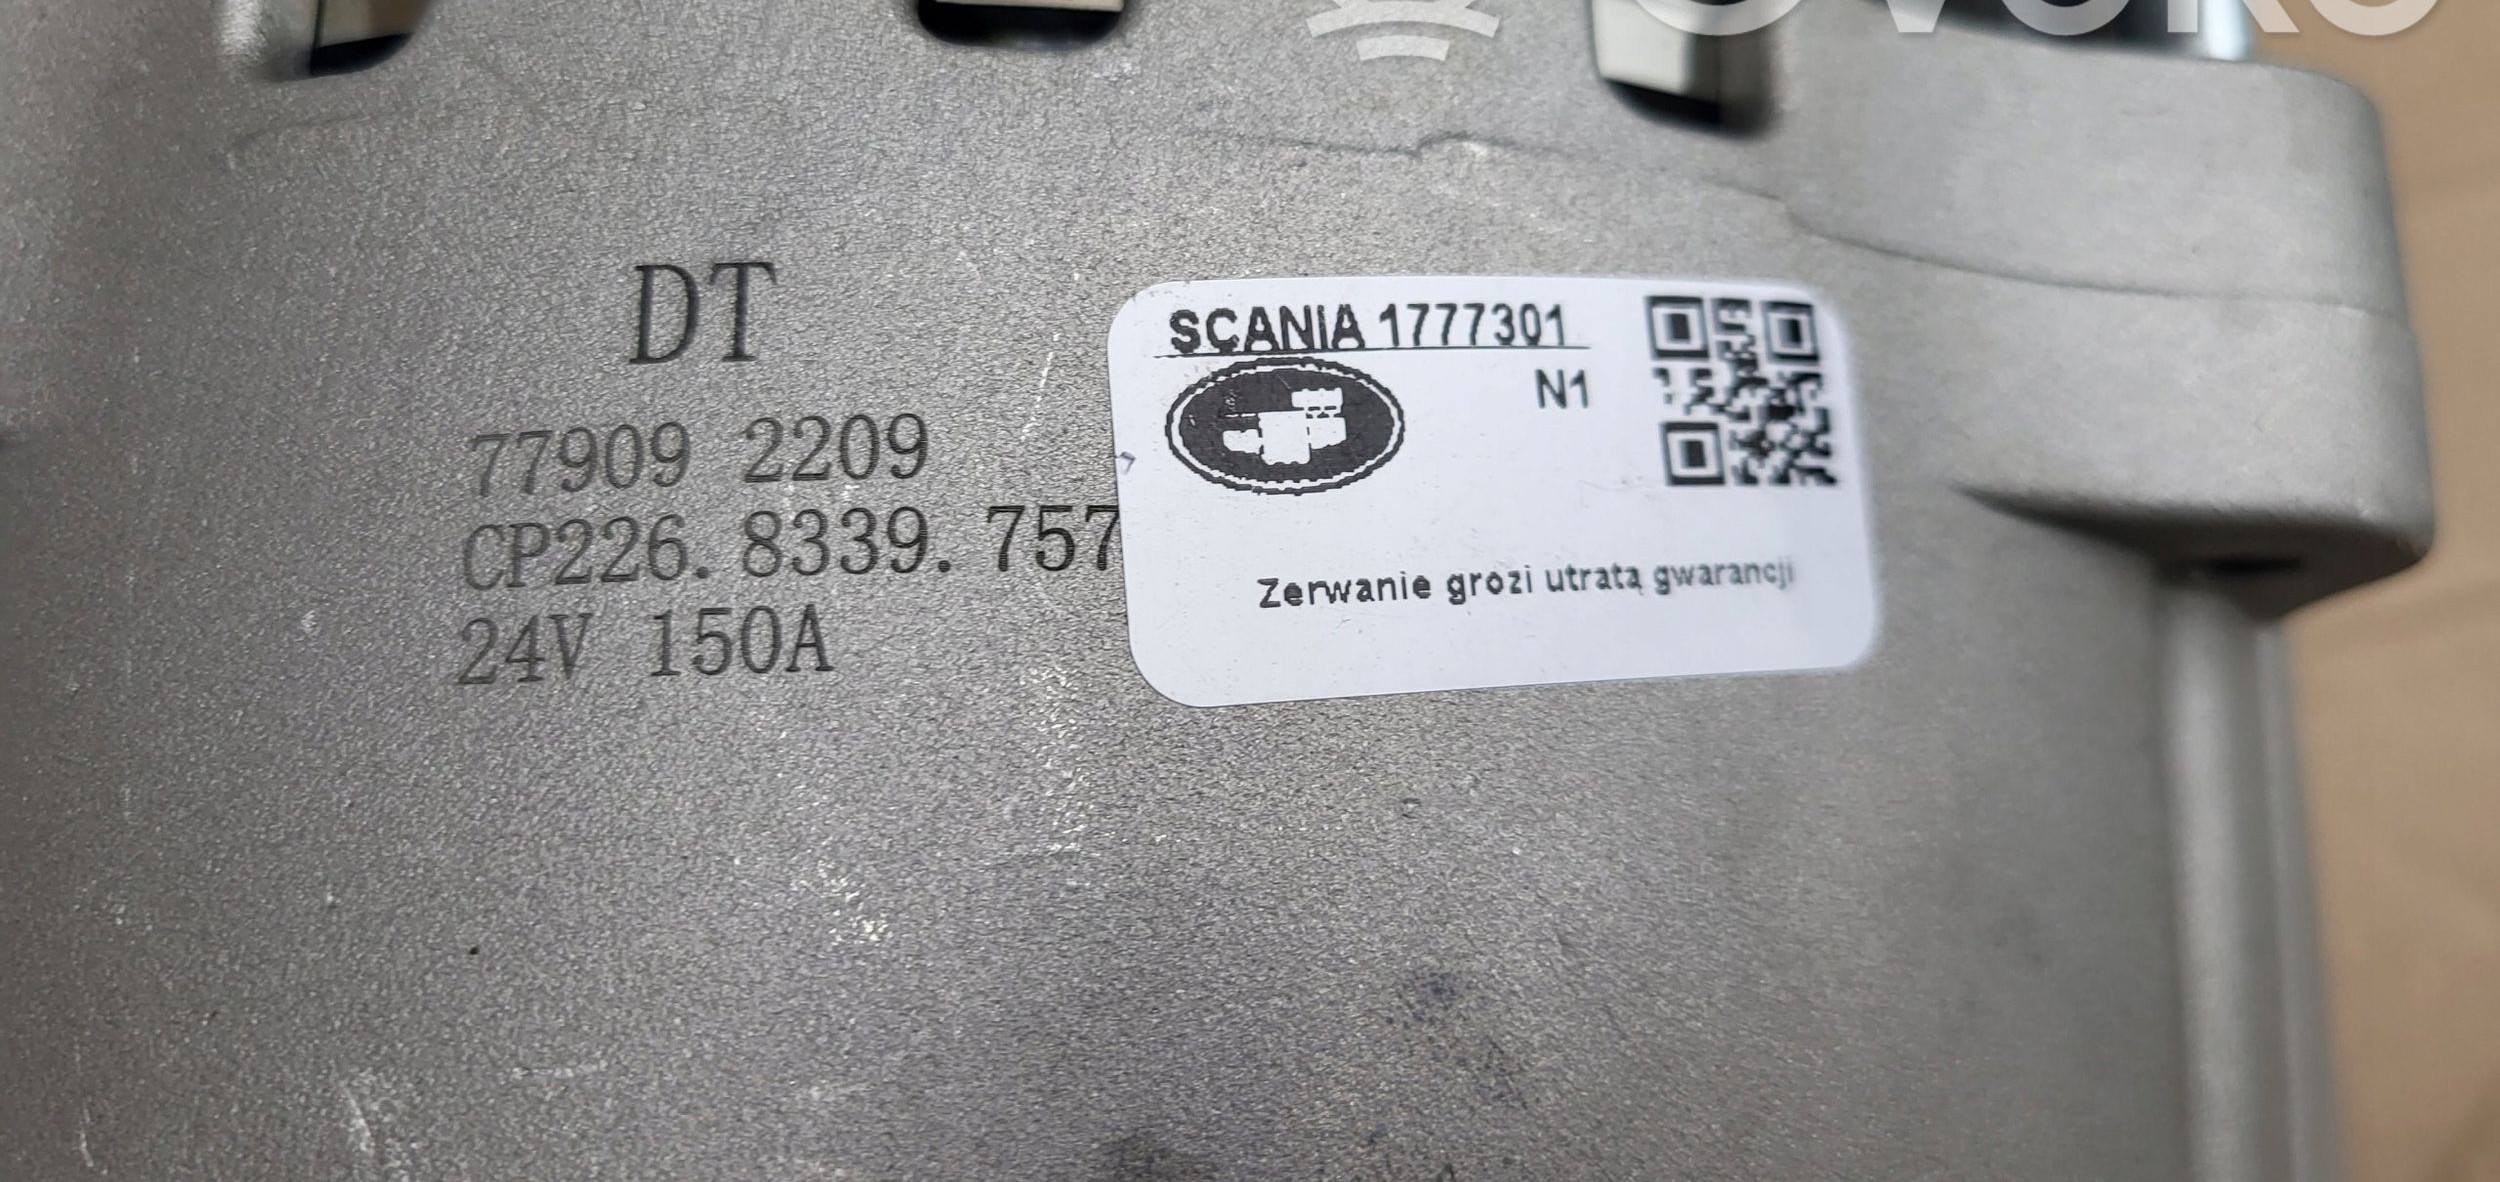 DT
77909 2209
CP226.8339.757
24V 150A
SCANIA 1777301
N1
Zerwanie grozi utratą gwarancji